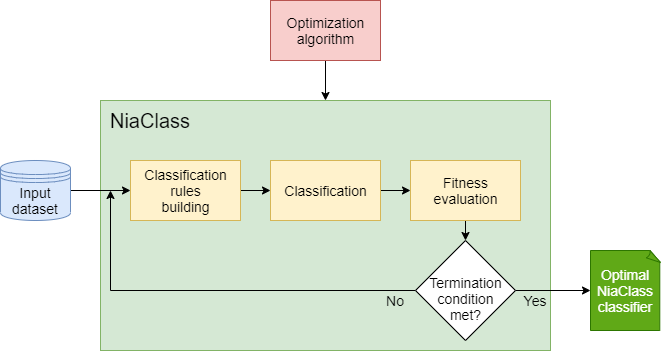 Optimization
algorithm
NiaClass
Input
dataset
Classification
rules
building
Classification
Fitness
evaluation
Termination
condition
met?
No
Yes
Optimal
NiaClass
classifier